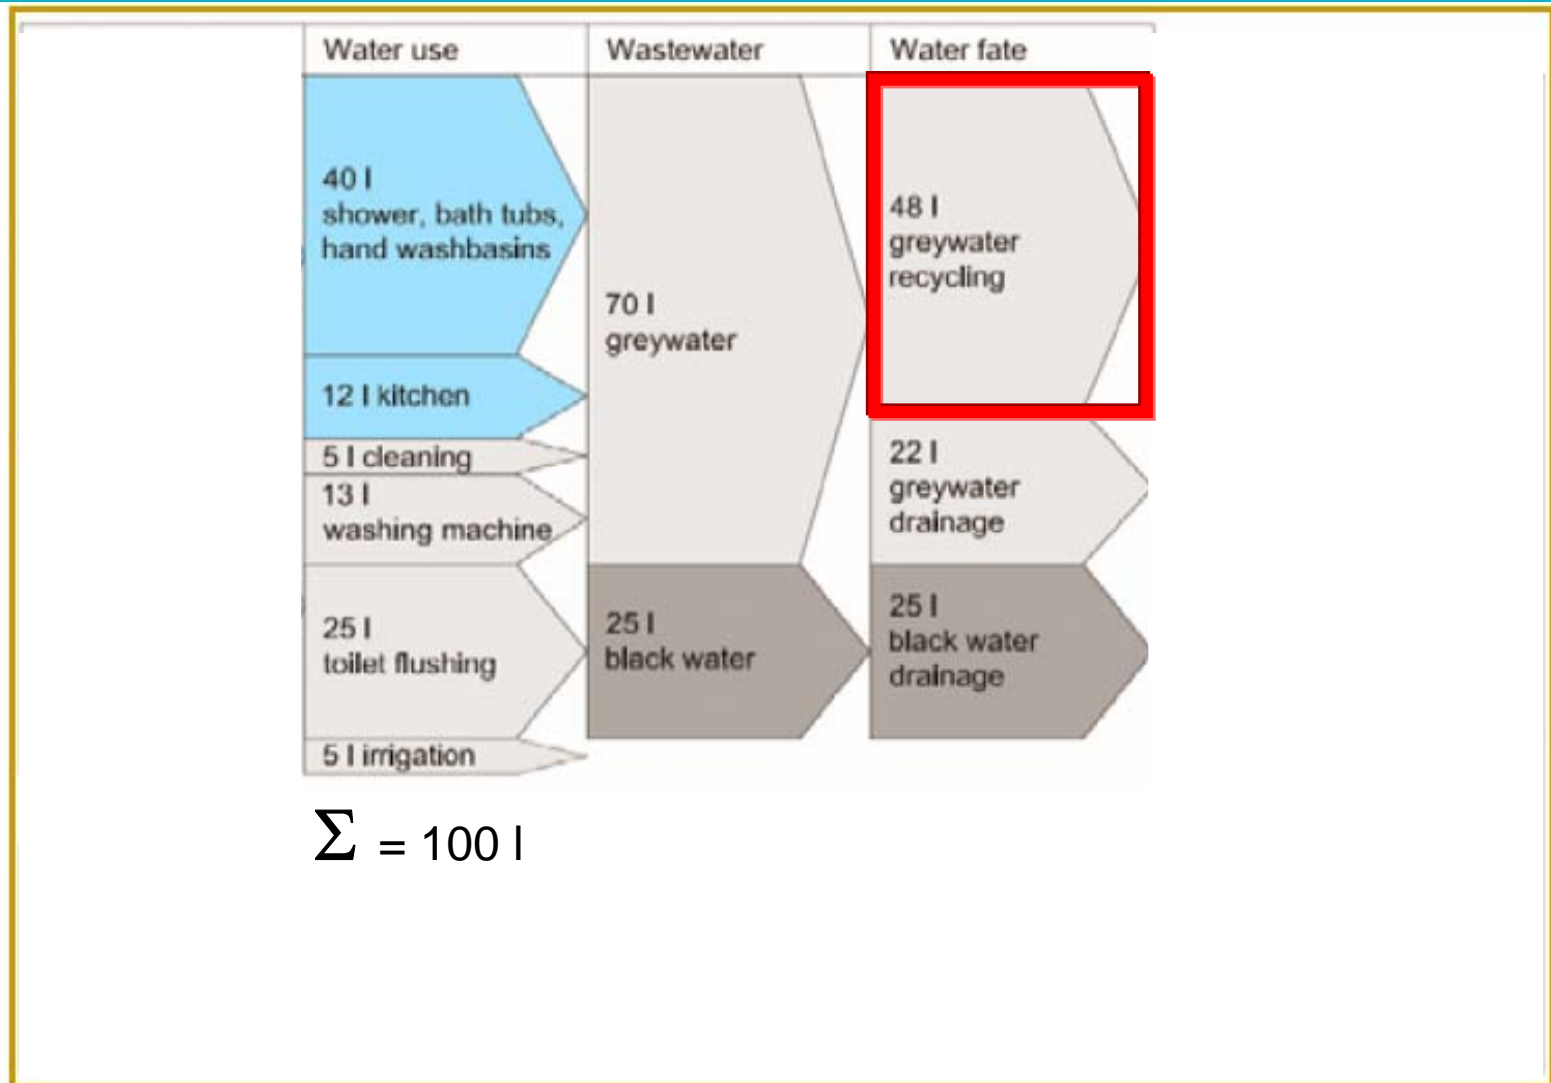 Water use
Wastewater
Water fate
40 l
shower, bath tubs,
hand washbasins
12 l kitchen
5 l cleaning
13 l
washing machine
25 l
toilet flushing
5 l irrigation
70 l
greywater
25 l
black water
48 l
greywater
recycling
22 l
greywater
drainage
25 l
black water
drainage
Σ = 100 l